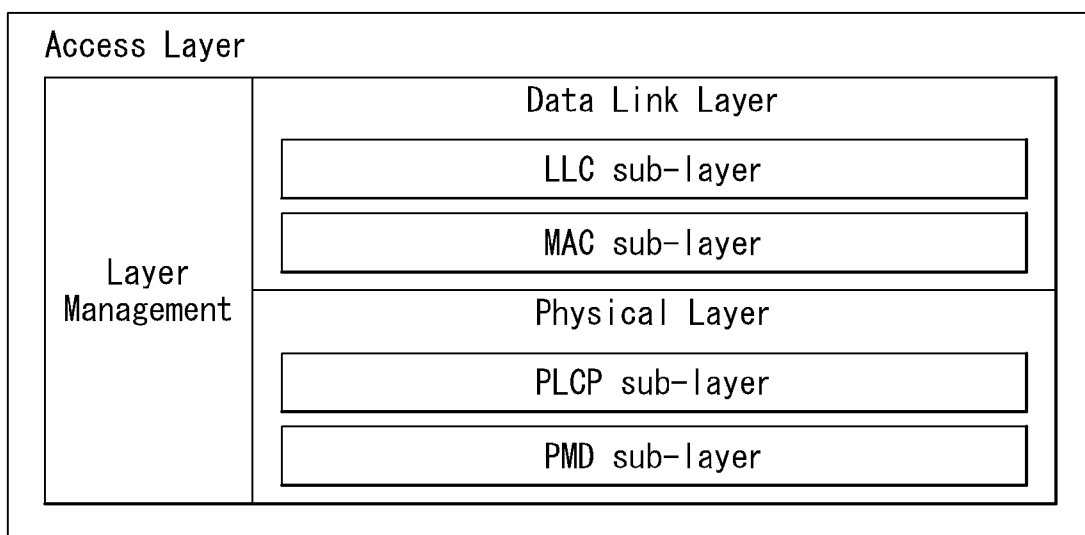 Access Layer
Data Link Layer
LLC sub-layer
MAC sub-layer
Layer
Management
Physical Layer
PLCP sub-layer
PMD sub-layer